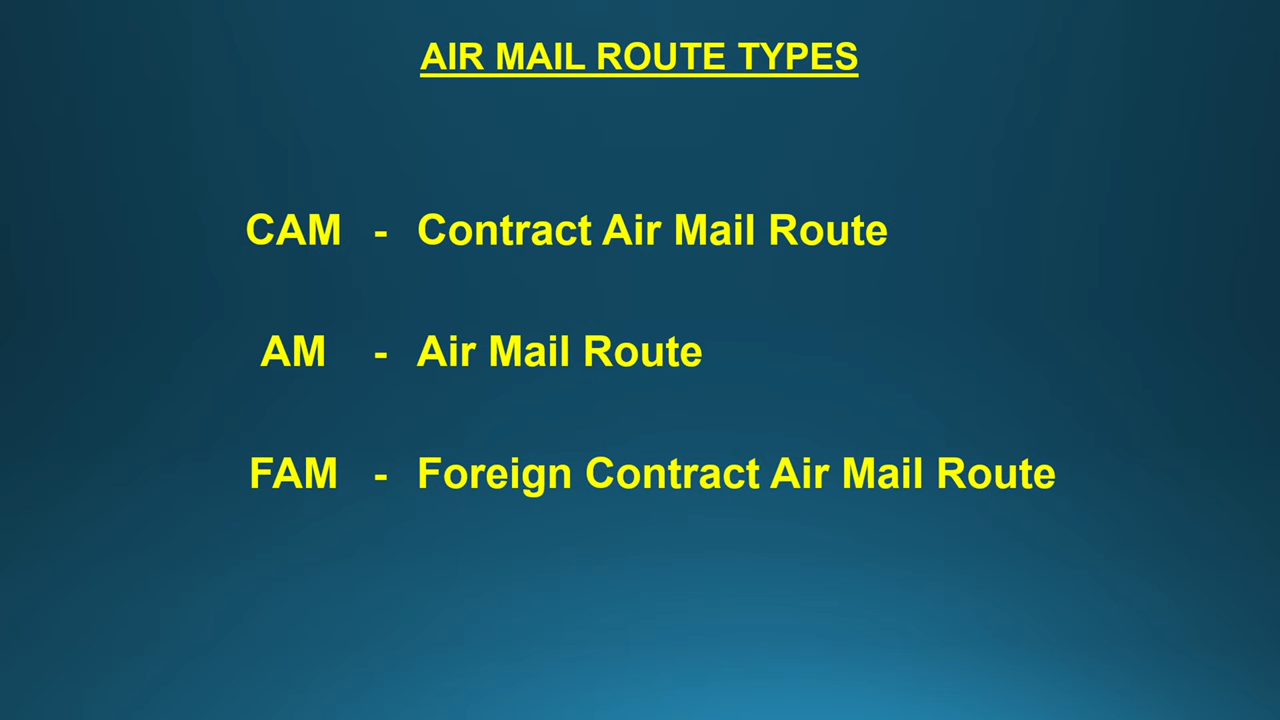 AIR MAIL ROUTE TYPES
CAM - Contract Air Mail Route
AM - Air Mail Route
FAM - Foreign Contract Air Mail Route